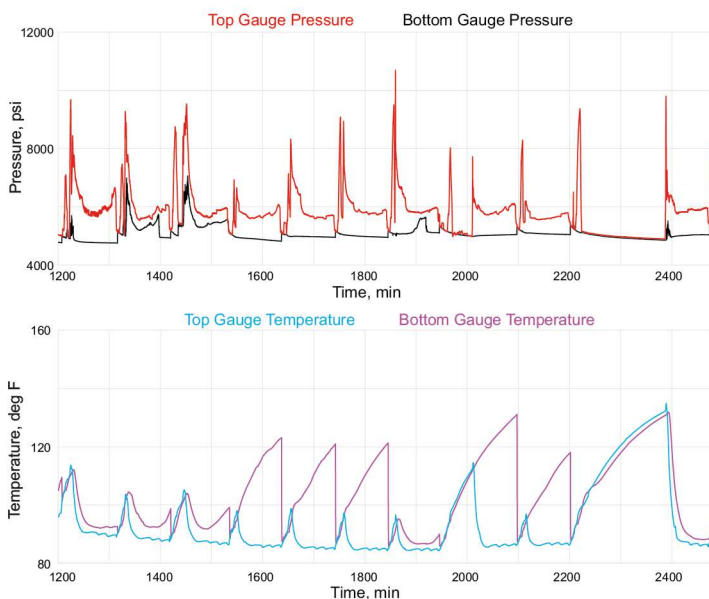 Top Gauge Pressure Bottom Gauge Pressure
12000
8000
4000
Pressure, psi
1200 1400 1600 1800 2000 2200 2400
Time, min
Top Gauge Temperature Bottom Gauge Temperature
160
120
80
Temperature, deg F
1200 1400 1600 1800 2000 2200 2400
Time, min